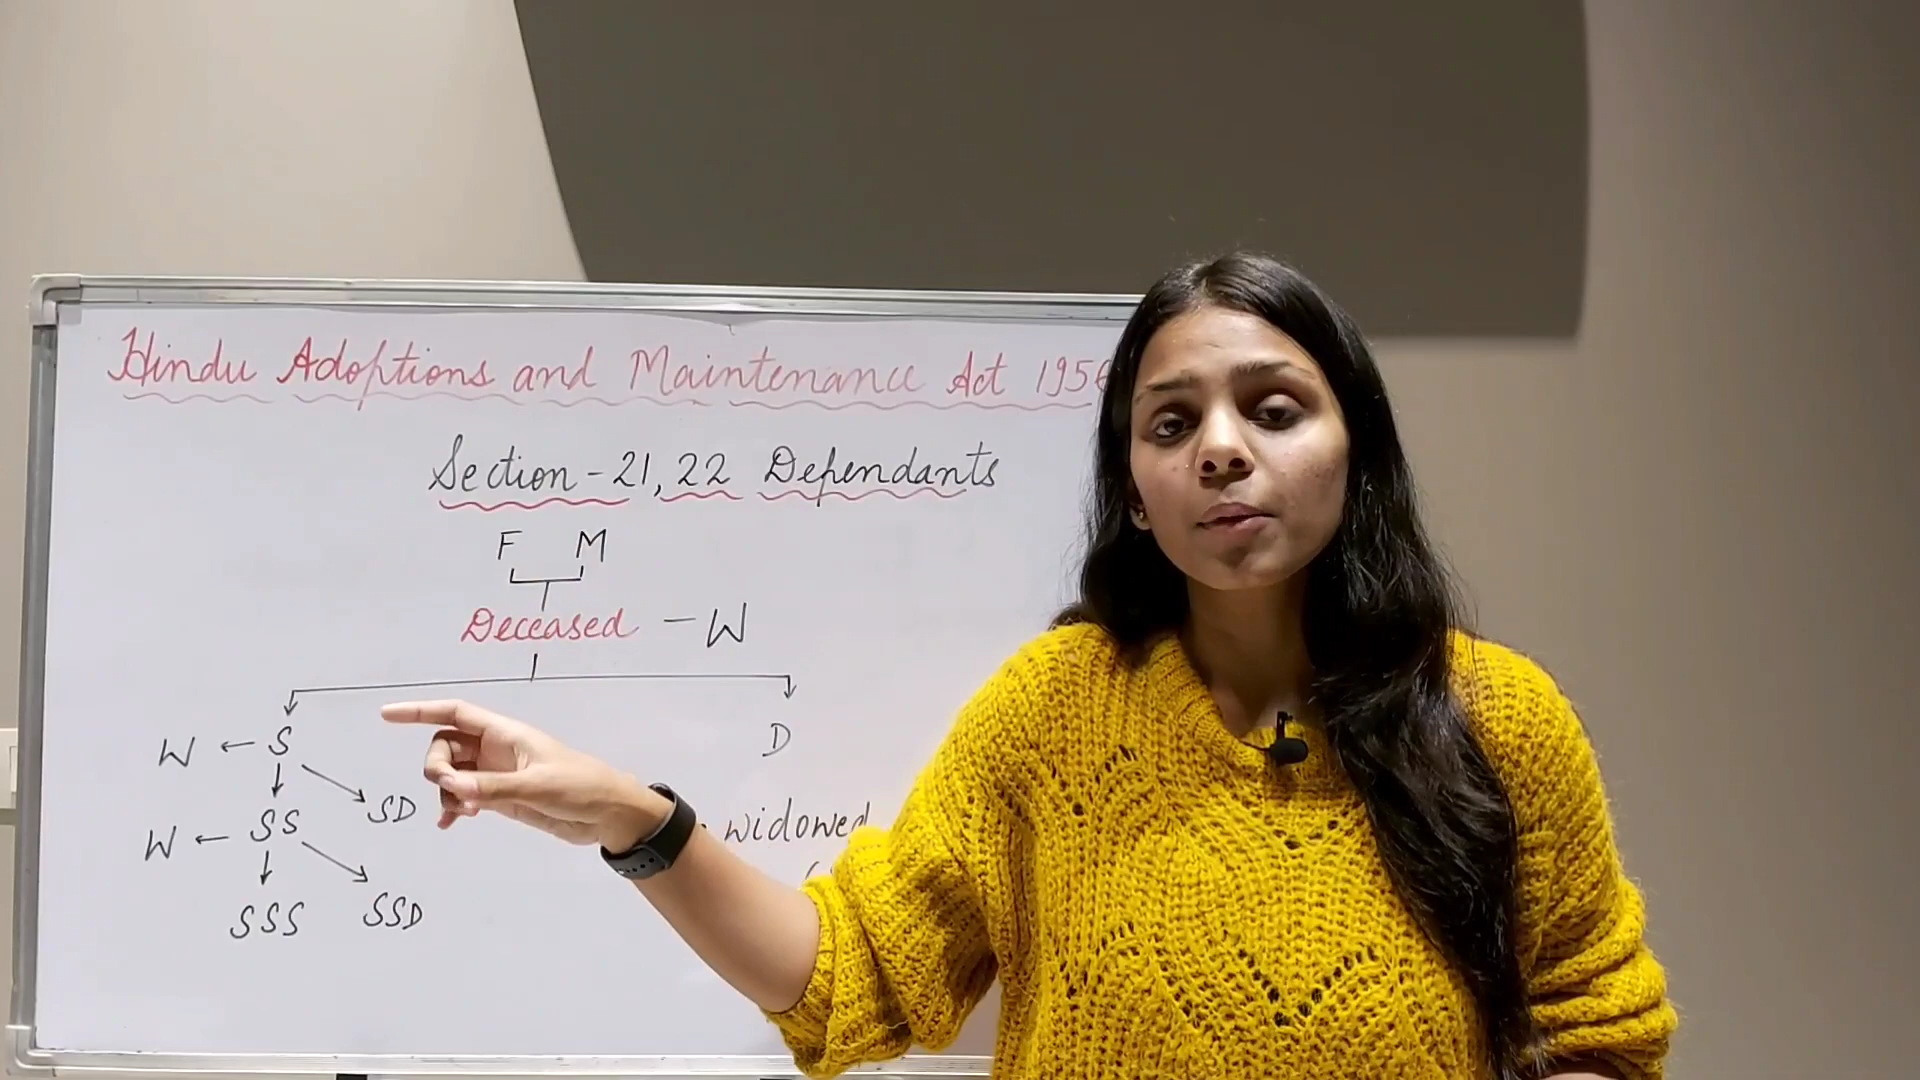 Hindu Adoptions and Maintenance Act 1956
Section-21, 22 Dependants
F M
Deceased - W
W ← S D
SS SD
W ← widowed
SSS SSD